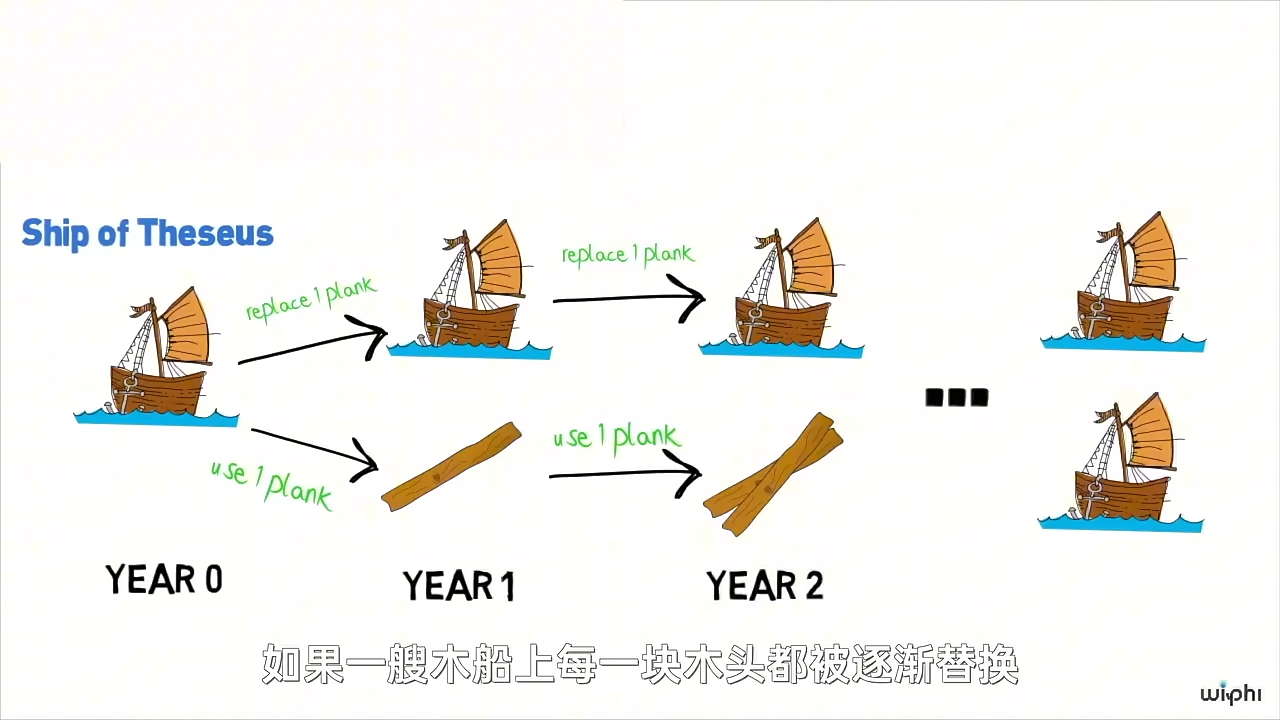 Ship of Theseus
replace 1 plank
replace 1 plank
use 1 plank
use 1 plank
YEAR 0
YEAR 1
YEAR 2
如果一艘木船上每一块木头都被逐渐替换
wiphi